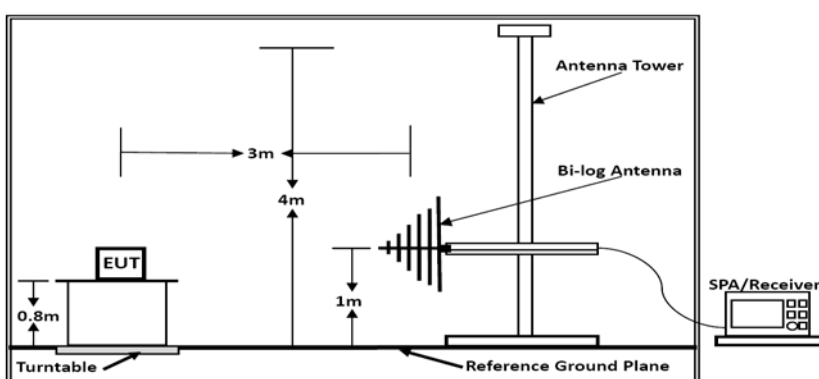 Antenna Tower
3m
Bi-log Antenna
4m
EUT
SPA/Receiver
0.8m
1m
Turntable
Reference Ground Plane